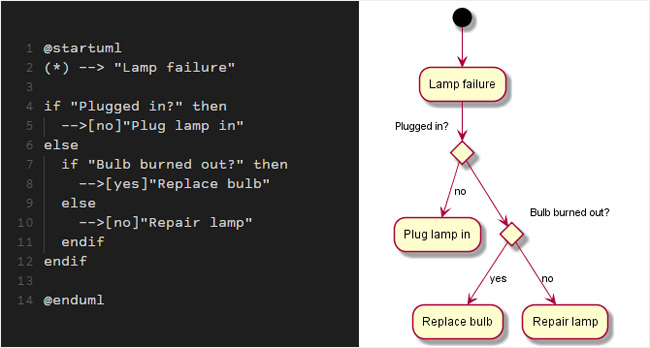 1 @startuml
2 (*) --> "Lamp failure"
3
4 if "Plugged in?" then
5 -->[no]"Plug lamp in"
6 else
7 if "Bulb burned out?" then
8 -->[yes]"Replace bulb"
9 else
10 -->[no]"Repair lamp"
11 endif
12 endif
13
14 @enduml
Lamp failure
Plugged in?
no
Plug lamp in
Bulb burned out?
yes
no
Replace bulb
Repair lamp